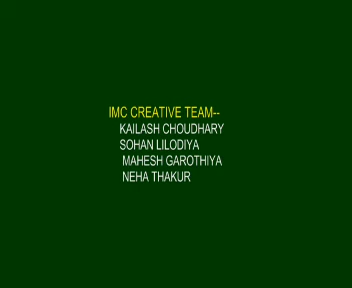 IMC CREATIVE TEAM--
KAILASH CHOUDHARY
SOHAN LILODIYA
MAHESH GAROTHIYA
NEHA THAKUR